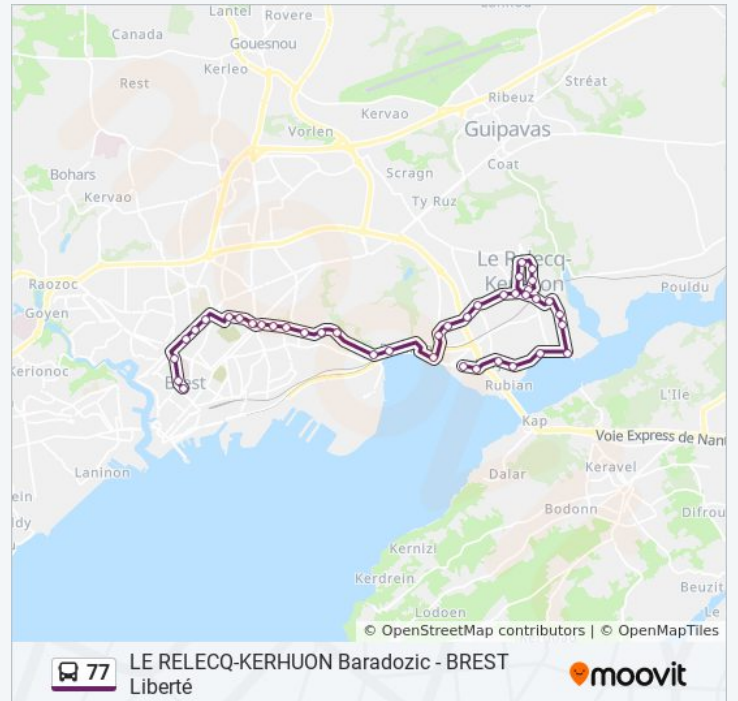 Lantel
Rovere
Canada
Gouesnou
Kerleo
Rest
Stréat
Ribeuz
Kervao
Guipavas
Vorlen
Coat
Scragn
Bohars
Kervao
Ty Ruz
Le Relecq-
Kerhuon
Raozoc
Pouldu
Goyen
Kerionoc
Brest
Rubian
L'Ile
Kap
Voie Express de Nant
Laninon
Dalar
Keravel
Bodonn
Difrou
Kernizi
Kerdrein
Beuzit
Lodoen
Le
© OpenStreetMap contributors | © OpenMapTiles
77
LE RELECQ-KERHUON Baradozic - BREST
Liberté
moovit